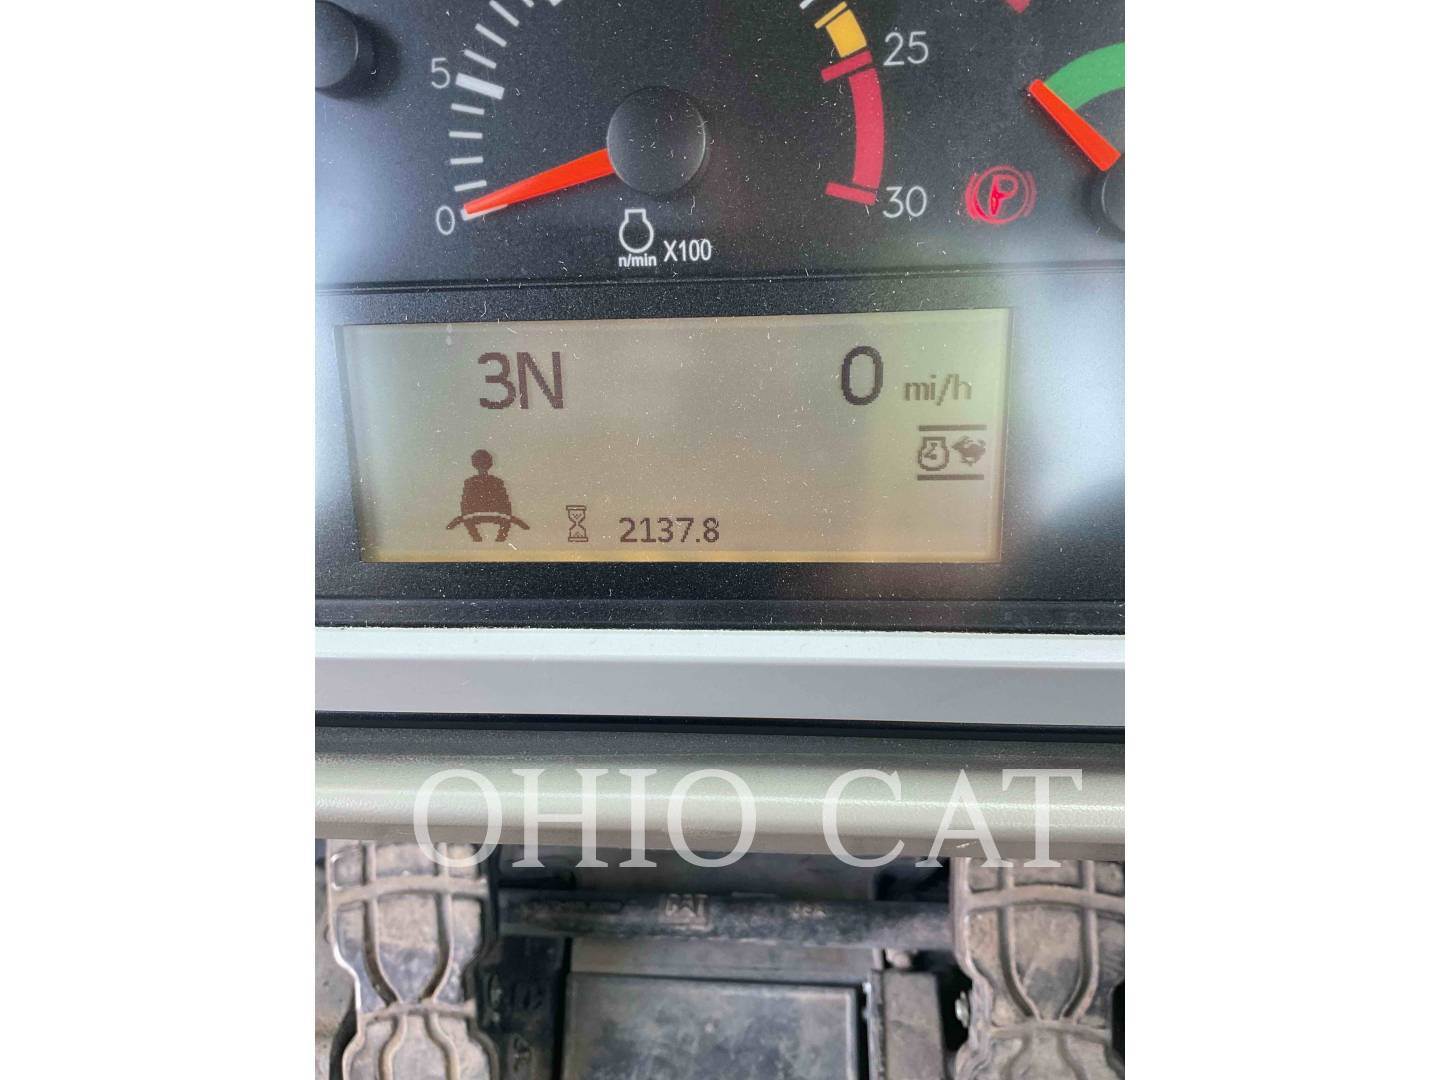 5
25
0
30
P
n/min X100
3N 0 mi/h
2137.8
OHIO CAT
CAT